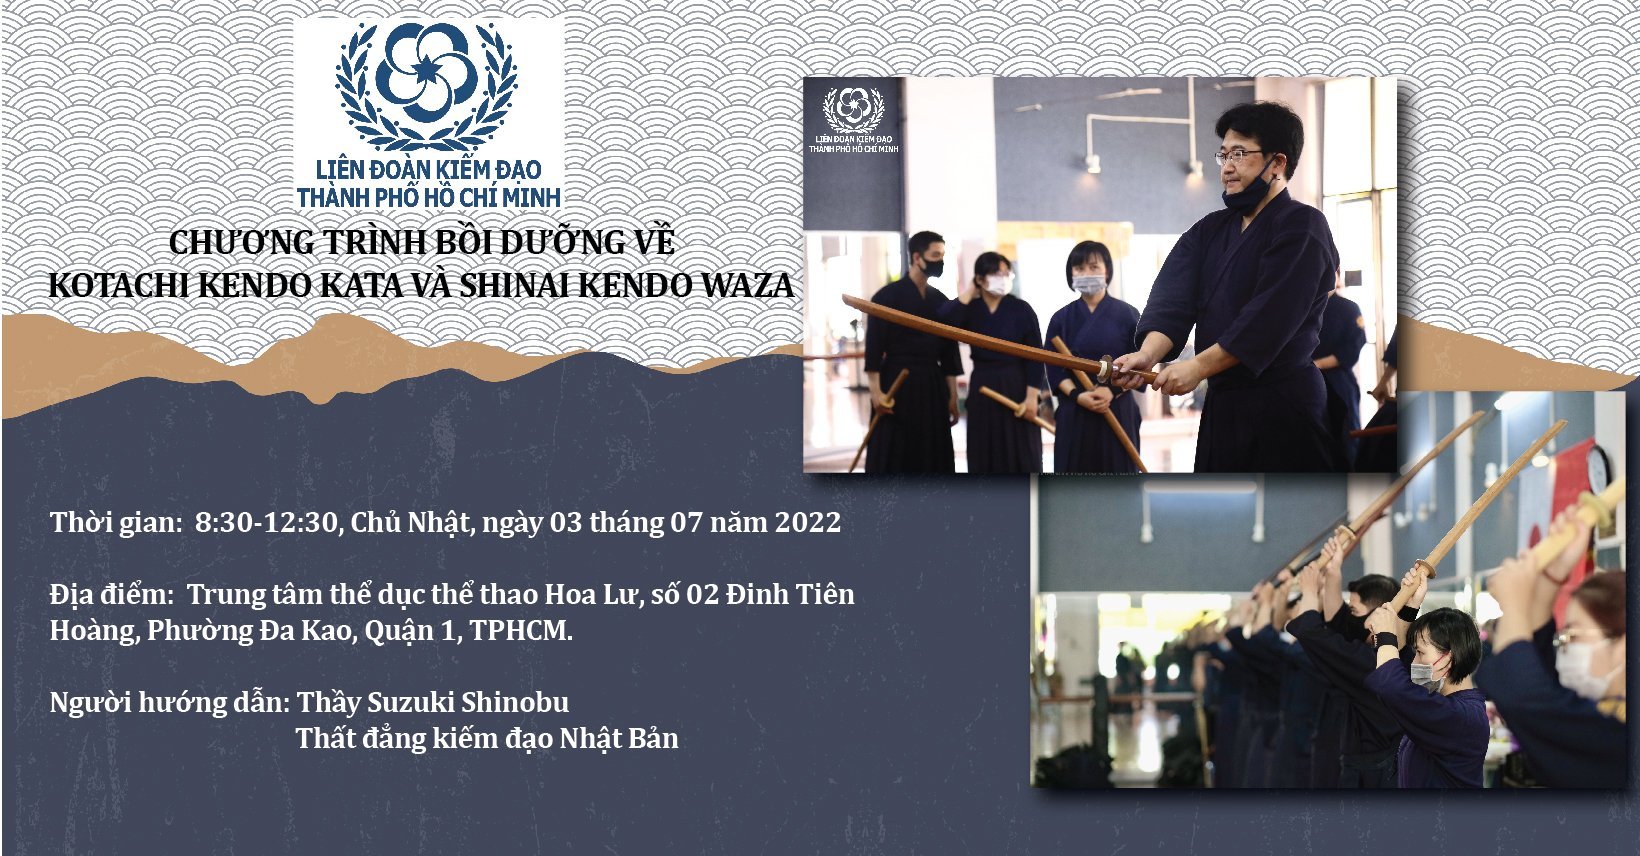 LIÊN ĐOÀN KIẾM ĐẠO
THÀNH PHỐ HỒ CHÍ MINH
CHƯƠNG TRÌNH BỒI DƯỠNG VỀ
KOTACHI KENDO KATA VÀ SHINAI KENDO WAZA
LIÊN ĐOÀN KIẾM ĐẠO
THÀNH PHỐ HỒ CHÍ MINH
Thời gian: 8:30-12:30, Chủ Nhật, ngày 03 tháng 07 năm 2022
Địa điểm: Trung tâm thể dục thể thao Hoa Lư, số 02 Đinh Tiên
Hoàng, Phường Đa Kao, Quận 1, TPHCM.
Người hướng dẫn: Thầy Suzuki Shinobu
Thất đẳng kiếm đạo Nhật Bản